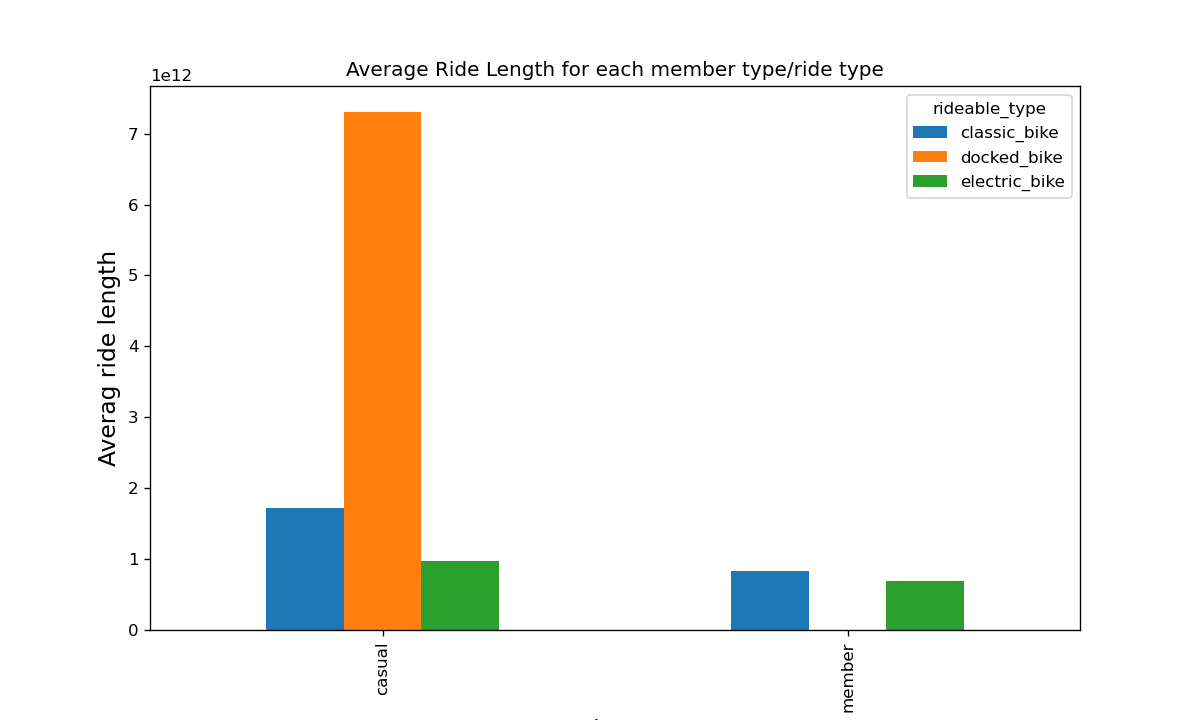 Average Ride Length for each member type/ride type
1e12
rideable_type
classic_bike
docked_bike
electric_bike
7
6
5
4
3
2
1
0
Averag ride length
casual
member